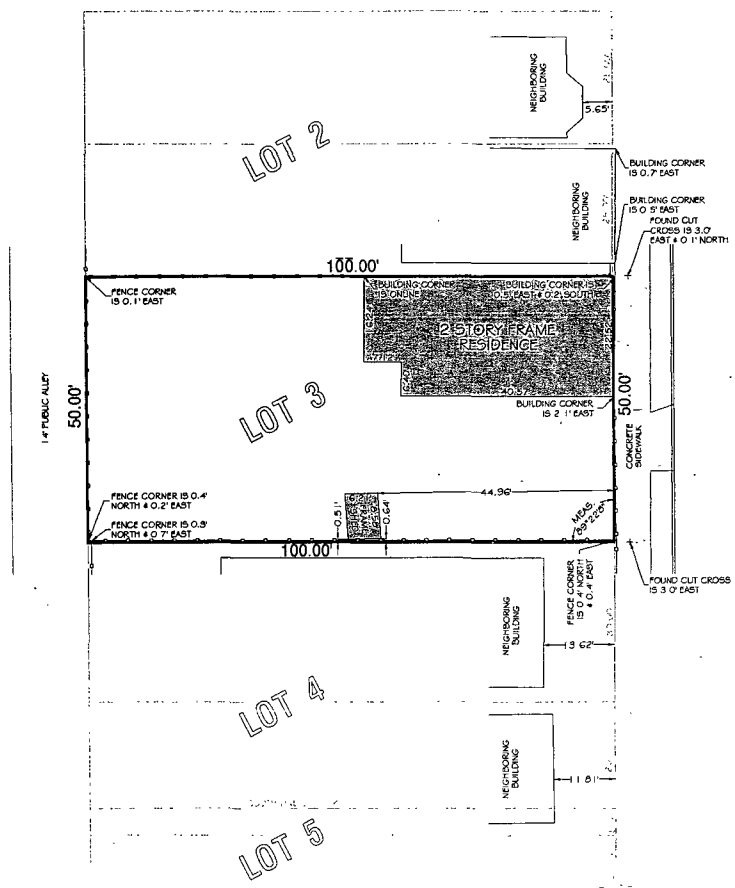 NEIGHBORING
BUILDING
5.65'
LOT 2
BUILDING CORNER
IS 0.7' EAST
BUILDING CORNER
IS 0 5' EAST
NEIGHBORING
BUILDING
FOUND CUT
CROSS IS 3.0'
EAST & 0 1' NORTH
100.00'
FENCE CORNER
IS 0.1' EAST
BUILDING CORNER
IS ONLINE
BUILDING CORNER IS
0.5' EAST & 0.2' SOUTH
2 STORY FRAME
RESIDENCE
14' PUBLIC ALLEY
50.00'
LOT 3
BUILDING CORNER
IS 2 1' EAST
50.00'
CONCRETE
SIDEWALK
44.96'
FENCE CORNER IS 0.4'
NORTH & 0.2' EAST
0.51'
0.64'
MEAS.
89°22'8"
FENCE CORNER IS 0.9'
NORTH & 0 7' EAST
100.00'
FENCE CORNER
IS 0 4' NORTH
& 0.4' EAST
FOUND CUT CROSS
IS 3 0' EAST
NEIGHBORING
BUILDING
13 62'
LOT 4
NEIGHBORING
BUILDING
11 81'
LOT 5